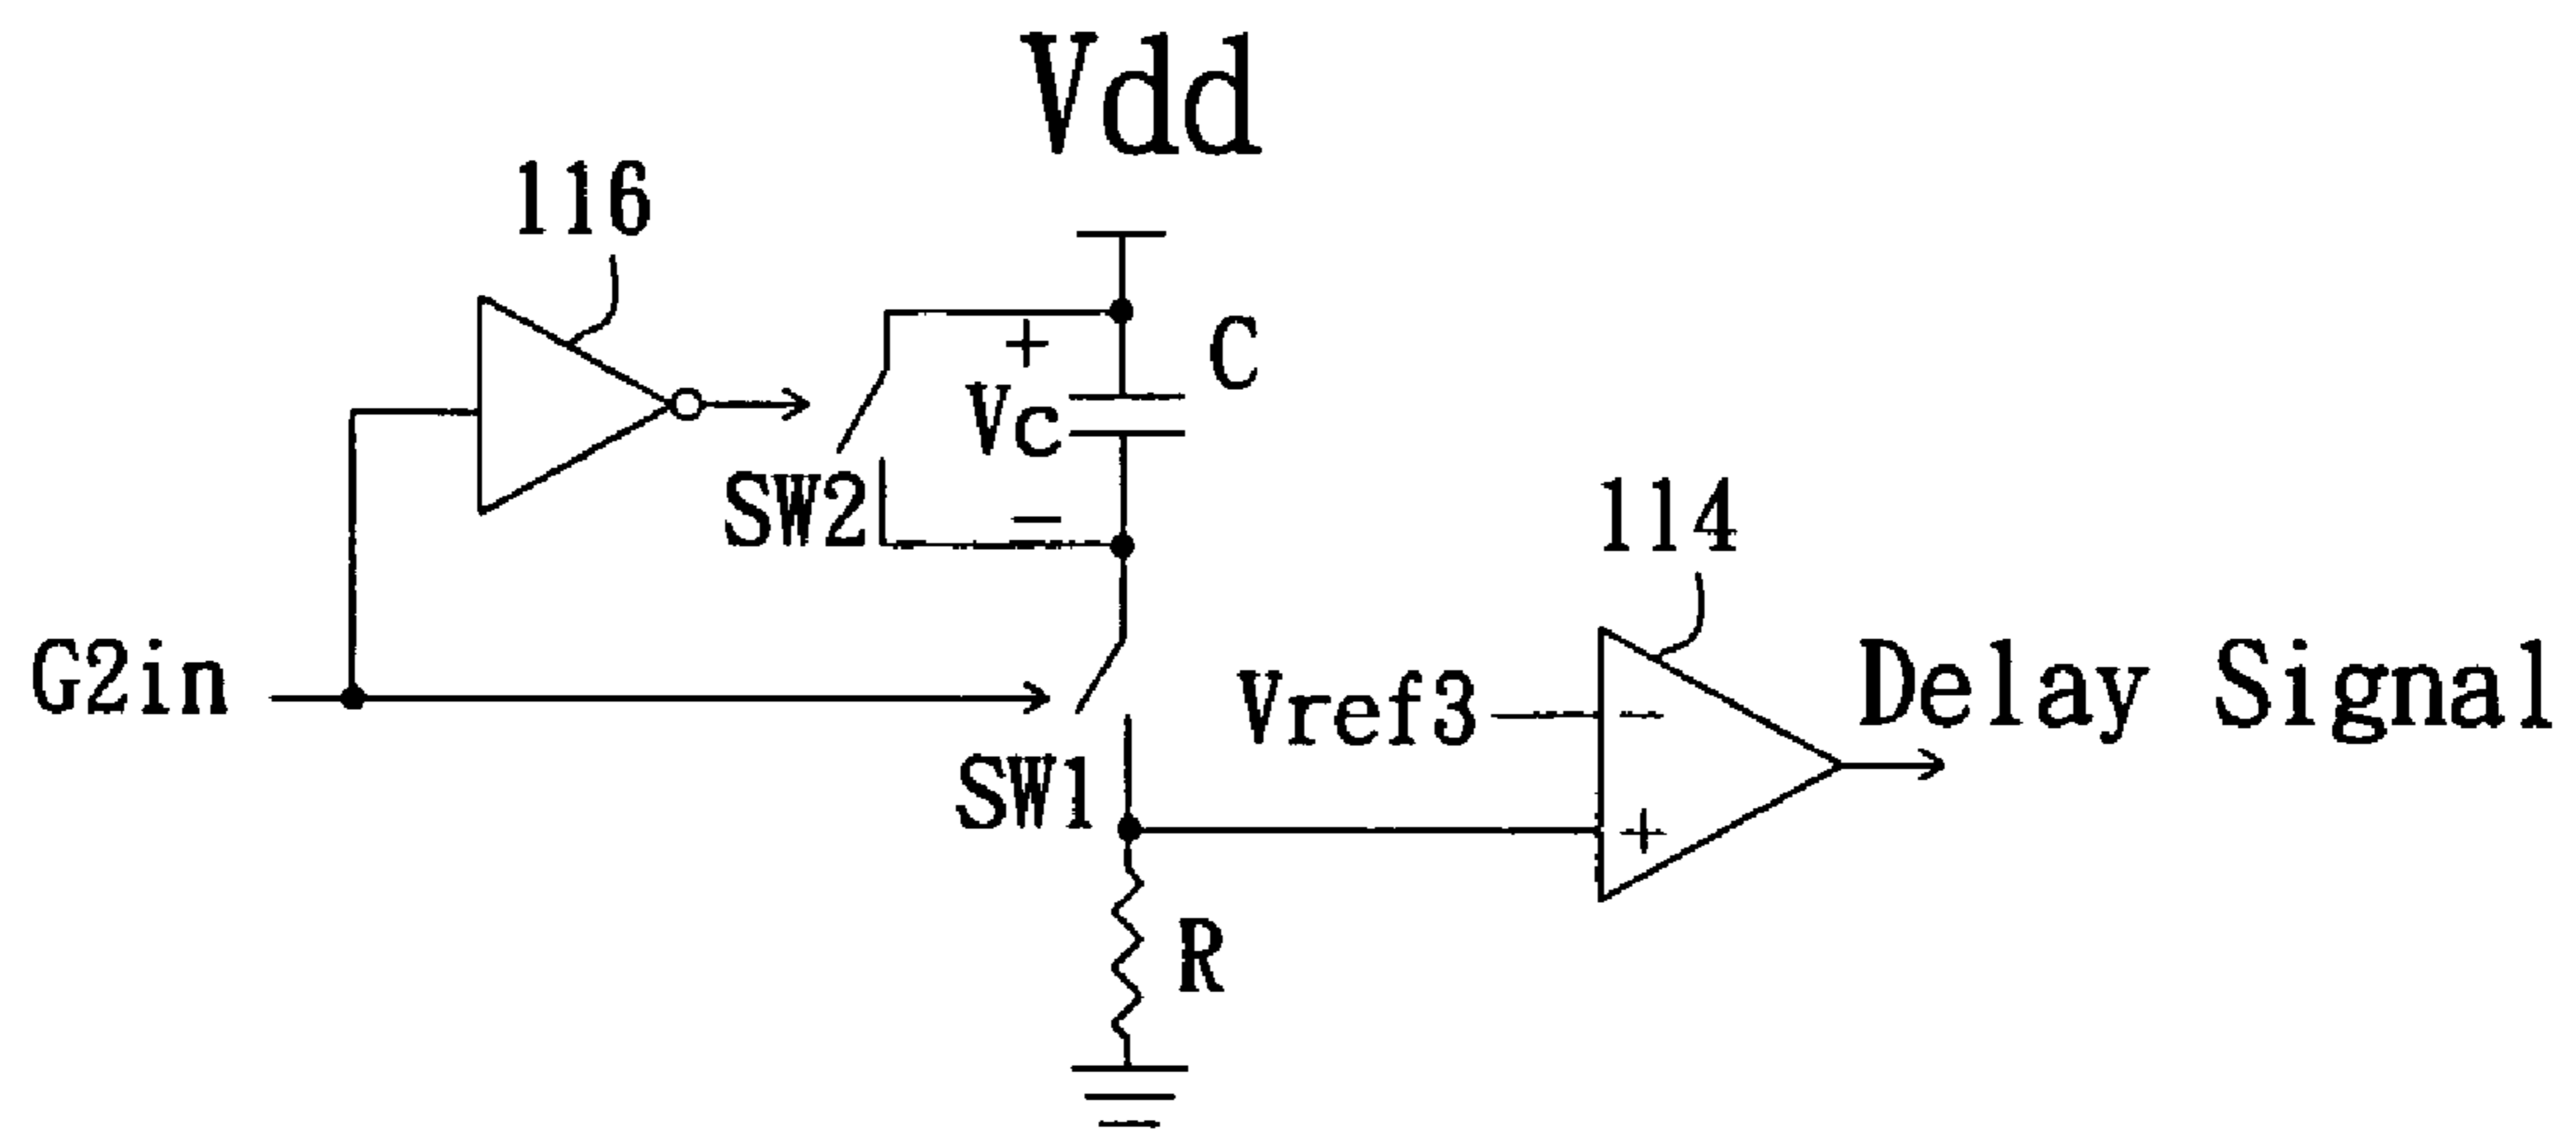 Vdd
116
+
C
Vc
SW2
−
114
G2in
Vref3
−
Delay Signal
SW1
+
R